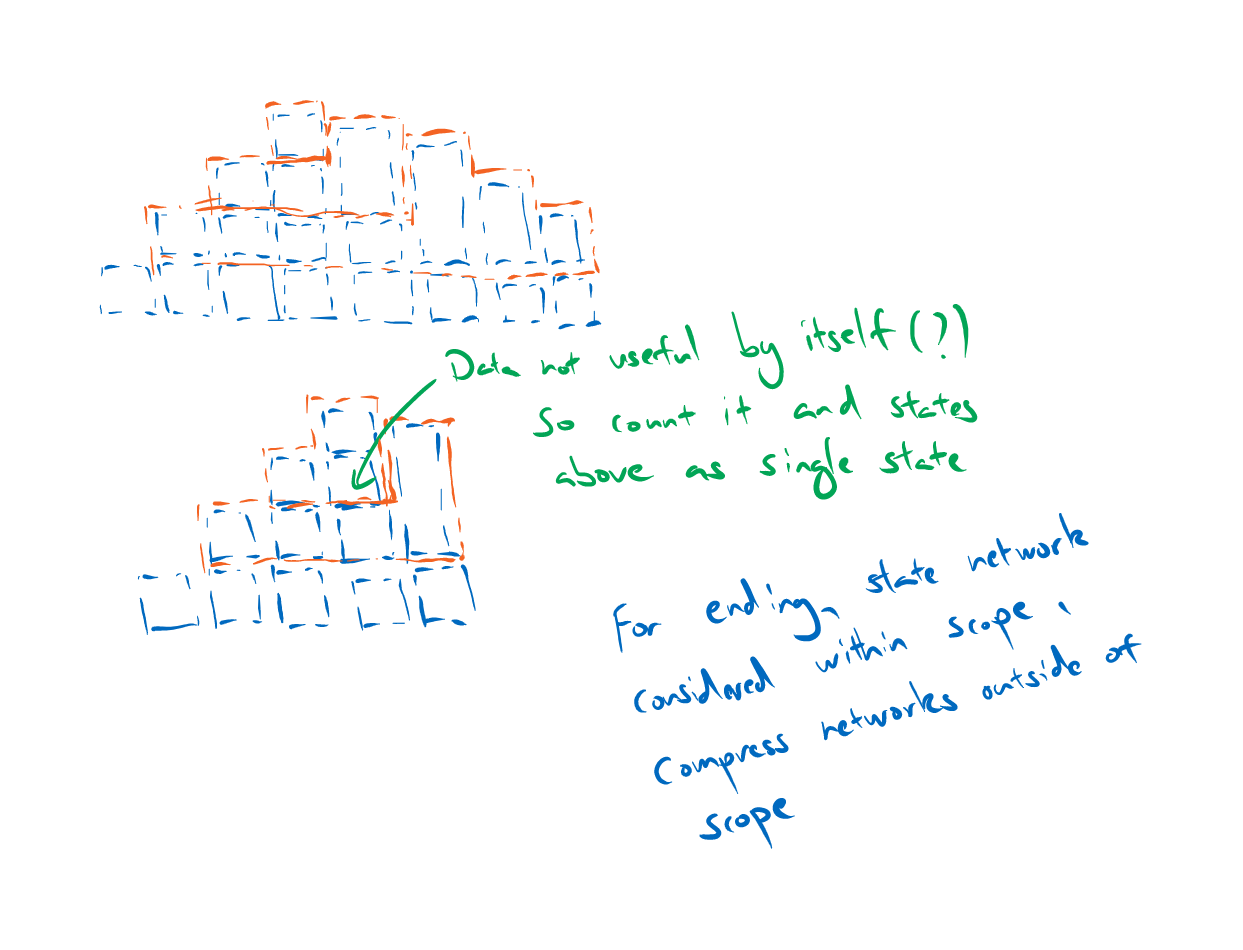 Data not useful by itself (?)
So count it and states
above as single state
For ending, state network
considered within scope,
Compress networks outside of
scope